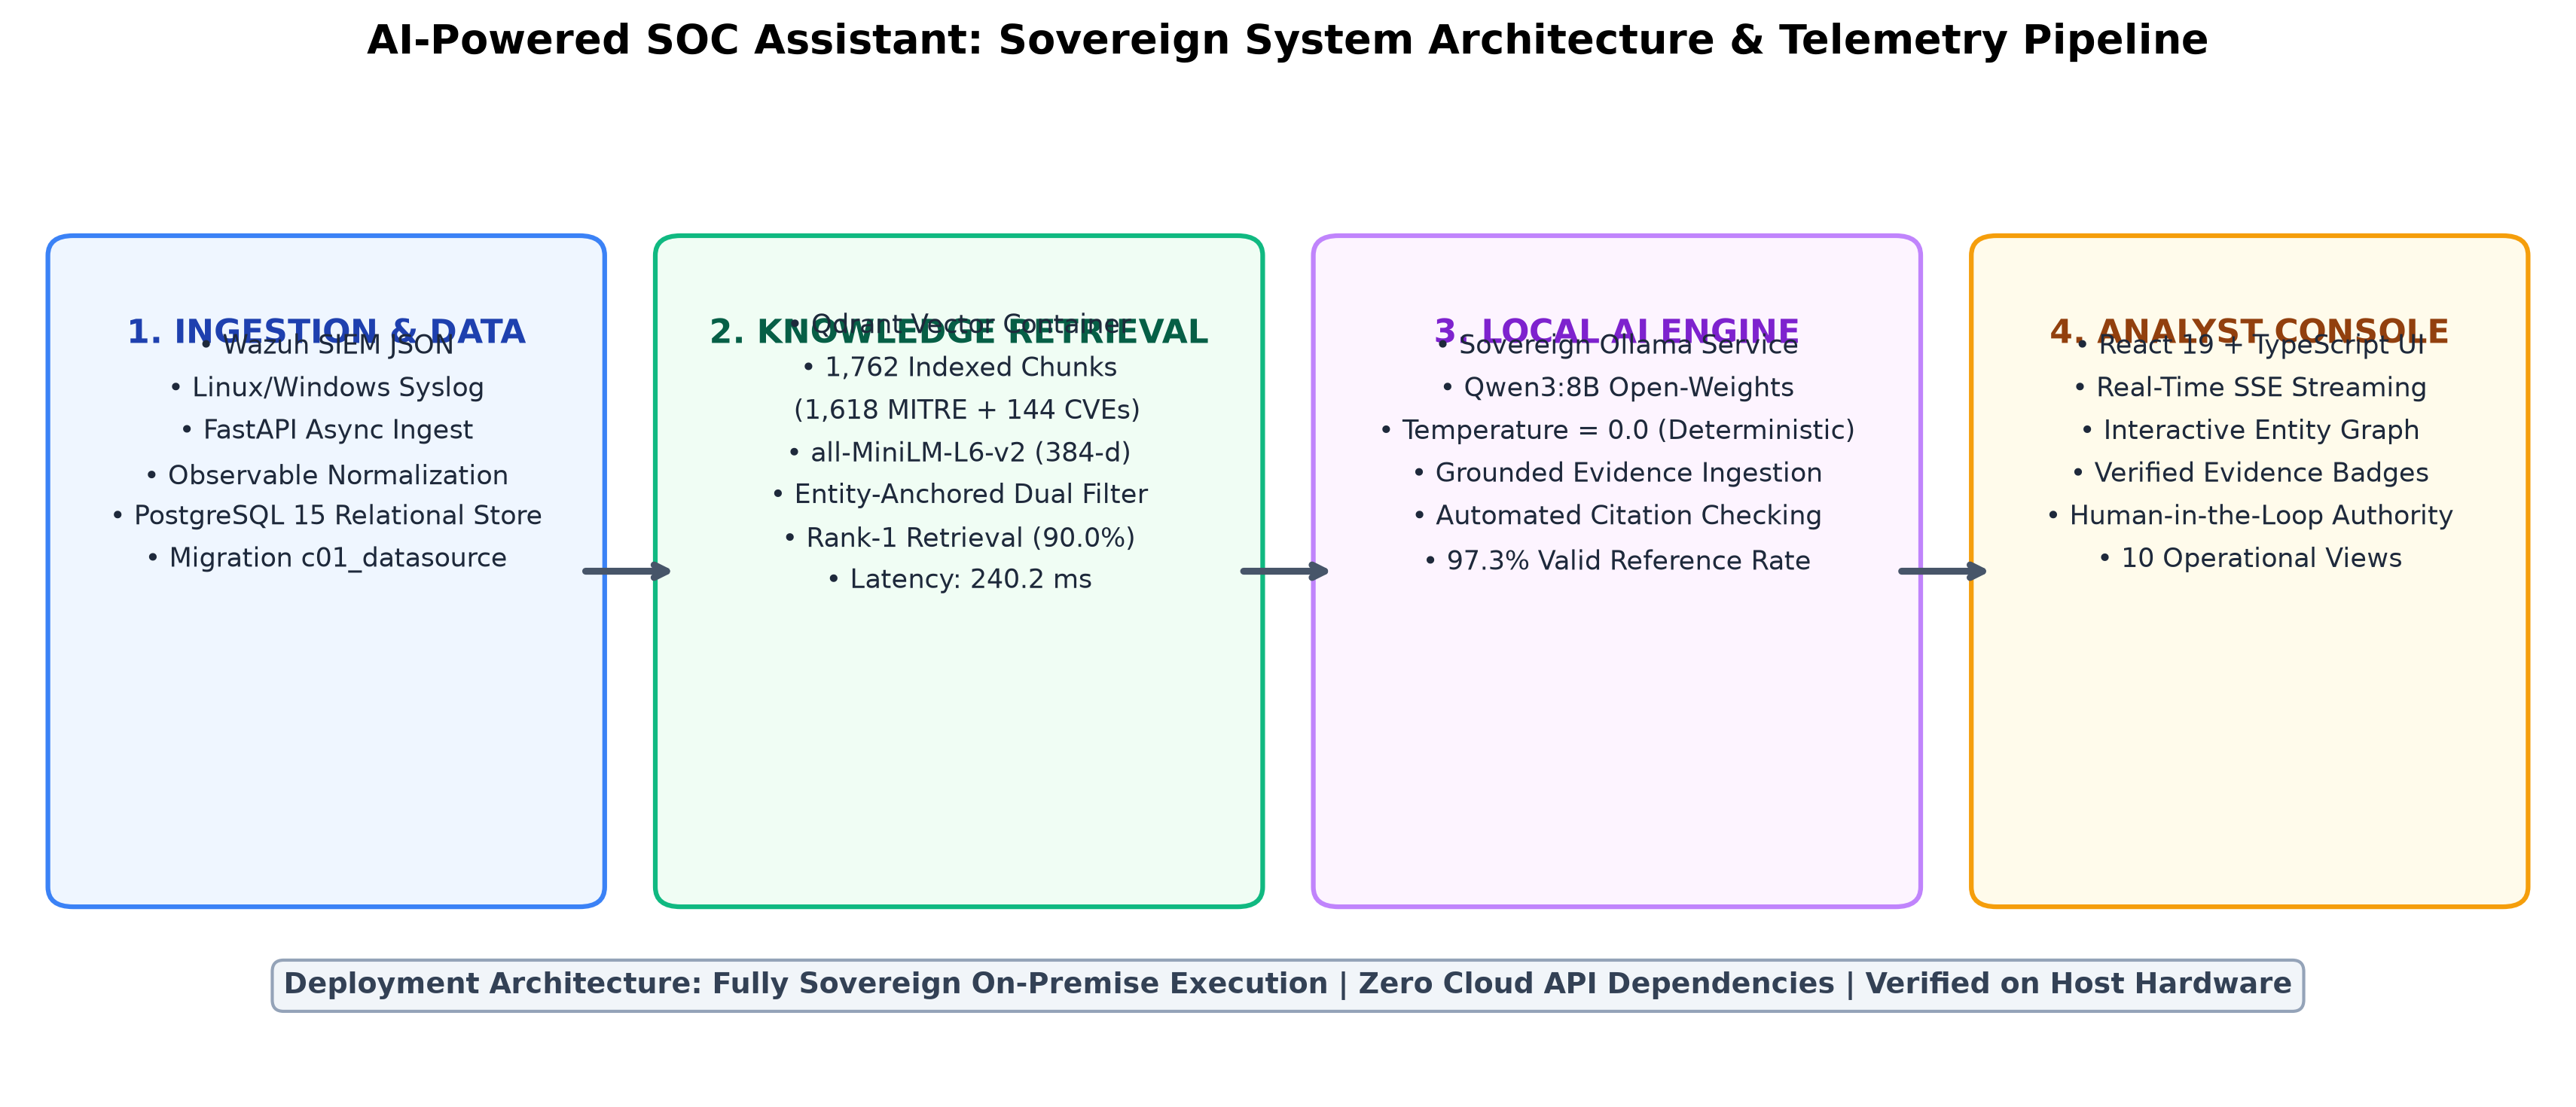 AI-Powered SOC Assistant: Sovereign System Architecture & Telemetry Pipeline
1. INGESTION & DATA
• Wazuh SIEM JSON
• Linux/Windows Syslog
• FastAPI Async Ingest
• Observable Normalization
• PostgreSQL 15 Relational Store
• Migration c01_datasource
2. KNOWLEDGE RETRIEVAL
• Qdrant Vector Container
• 1,762 Indexed Chunks
(1,618 MITRE + 144 CVEs)
• all-MiniLM-L6-v2 (384-d)
• Entity-Anchored Dual Filter
• Rank-1 Retrieval (90.0%)
• Latency: 240.2 ms
3. LOCAL AI ENGINE
• Sovereign Ollama Service
• Qwen3:8B Open-Weights
• Temperature = 0.0 (Deterministic)
• Grounded Evidence Ingestion
• Automated Citation Checking
• 97.3% Valid Reference Rate
4. ANALYST CONSOLE
• React 19 + TypeScript UI
• Real-Time SSE Streaming
• Interactive Entity Graph
• Verified Evidence Badges
• Human-in-the-Loop Authority
• 10 Operational Views
Deployment Architecture: Fully Sovereign On-Premise Execution | Zero Cloud API Dependencies | Verified on Host Hardware